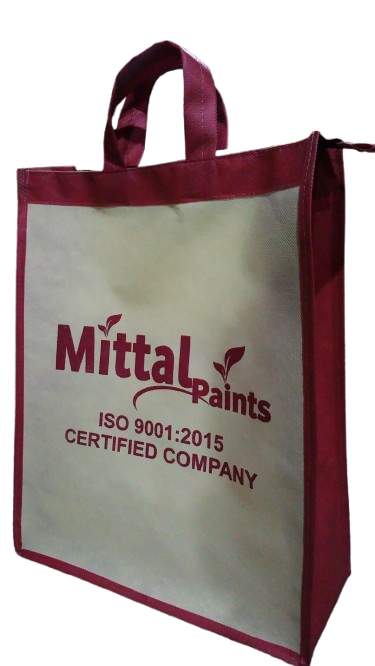 Mittal
Paints
ISO 9001:2015
CERTIFIED COMPANY